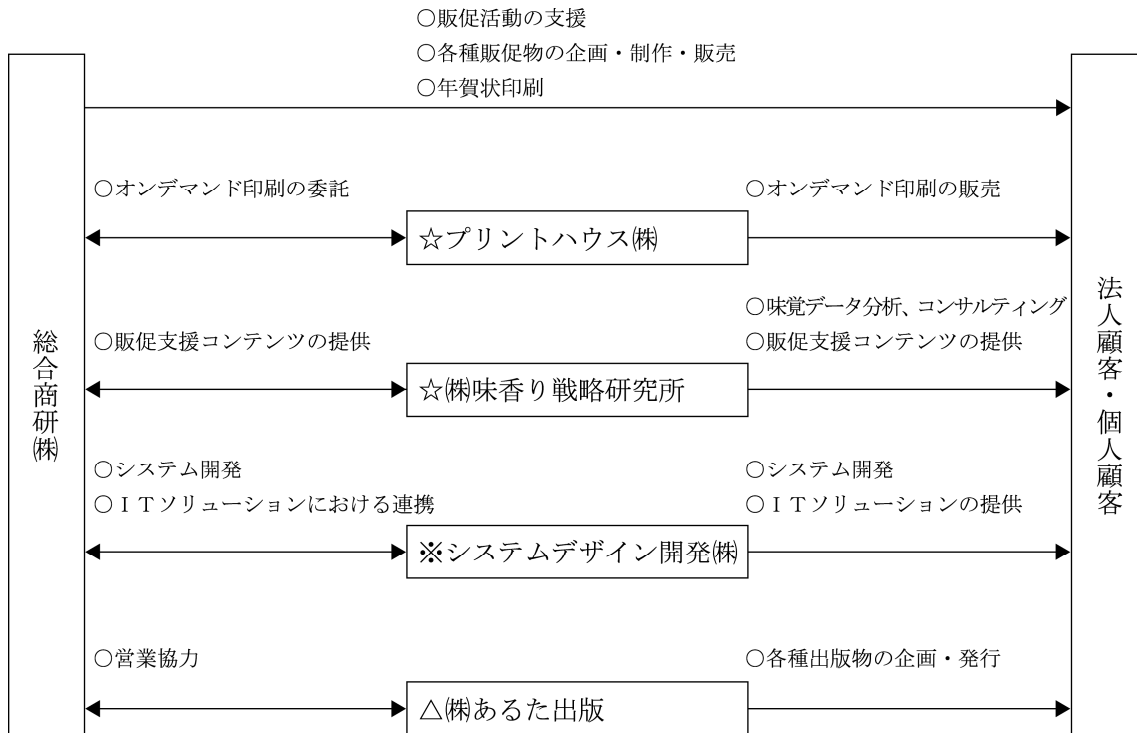 ○販促活動の支援
○各種販促物の企画・制作・販売
○年賀状印刷
総合商研㈱
法人顧客・個人顧客
○オンデマンド印刷の委託
○オンデマンド印刷の販売
☆プリントハウス㈱
○味覚データ分析、コンサルティング
○販促支援コンテンツの提供
○販促支援コンテンツの提供
☆㈱味香り戦略研究所
○システム開発
○システム開発
○ＩＴソリューションにおける連携
○ＩＴソリューションの提供
※システムデザイン開発㈱
○営業協力
○各種出版物の企画・発行
△㈱あるた出版